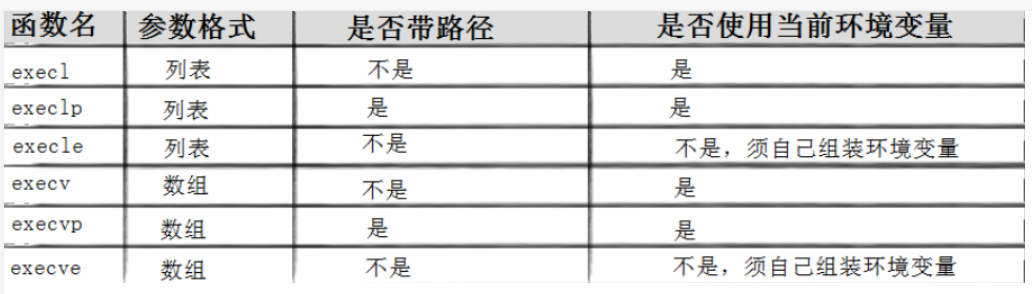 函数名 参数格式 是否带路径 是否使用当前环境变量
execl 列表 不是 是
execlp 列表 是 是
execle 列表 不是 不是，须自己组装环境变量
execv 数组 不是 是
execvp 数组 是 是
execve 数组 不是 不是，须自己组装环境变量